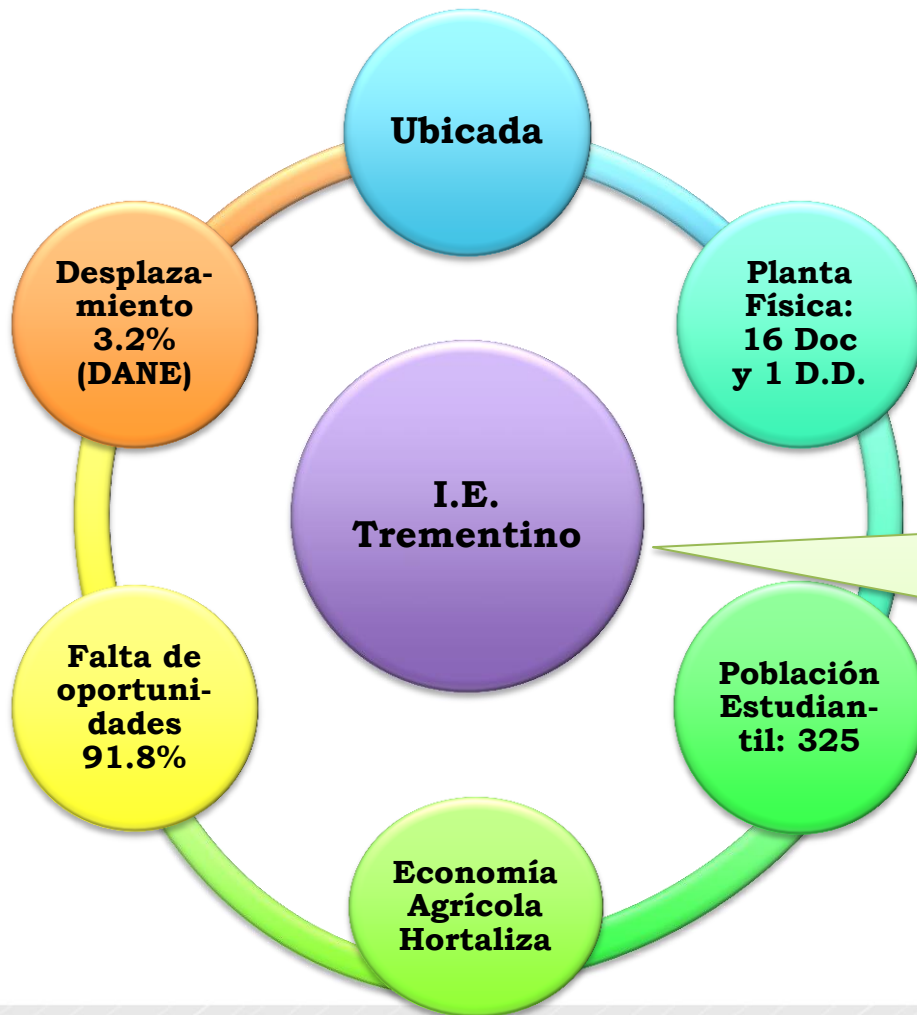 Ubicada
Desplaza-
miento
3.2%
(DANE)
Planta
Física:
16 Doc
y 1 D.D.
I.E.
Trementino
Falta de
oportuni-
dades
91.8%
Población
Estudian-
til: 325
Economía
Agrícola
Hortaliza